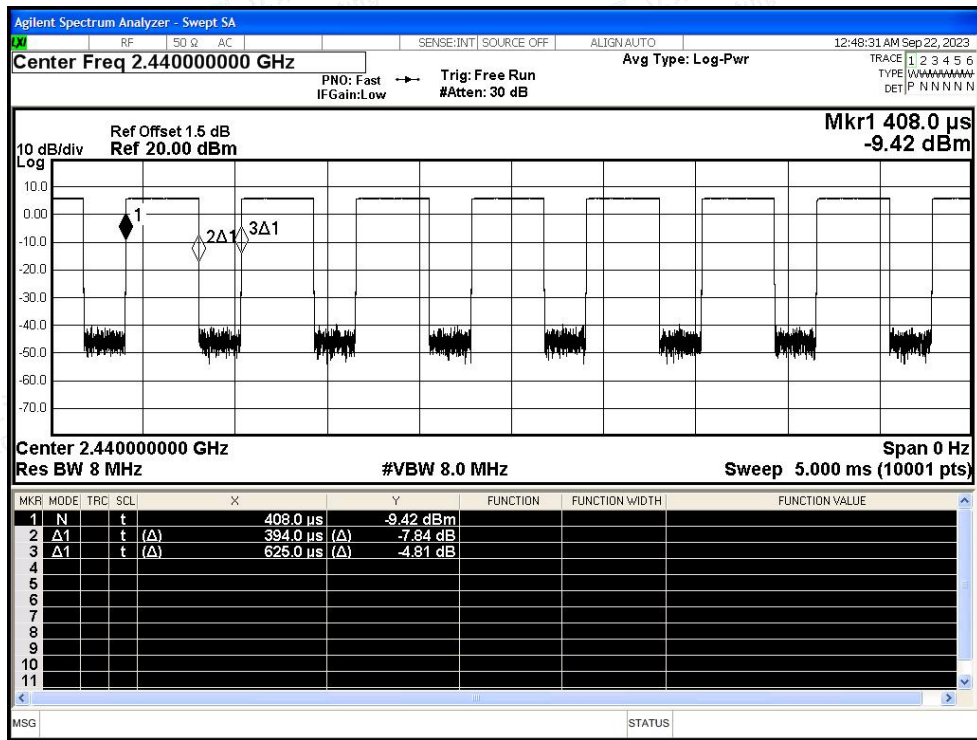 Agilent Spectrum Analyzer - Swept SA
LXI RF 50 Ω AC SENSE:INT SOURCE OFF ALIGN AUTO 12:48:31 AM Sep 22, 2023
Center Freq 2.440000000 GHz
PNO: Fast
IFGain:Low
Trig: Free Run
#Atten: 30 dB
Avg Type: Log-Pwr
TRACE 1 2 3 4 5 6
TYPE WWWWWW
DET P N N N N N
Ref Offset 1.5 dB
Ref 20.00 dBm
Mkr1 408.0 µs
-9.42 dBm
10 dB/div
Log
10.0
0.00
-10.0
-20.0
-30.0
-40.0
-50.0
-60.0
-70.0
1
2Δ1
3Δ1
Center 2.440000000 GHz Span 0 Hz
Res BW 8 MHz #VBW 8.0 MHz Sweep 5.000 ms (10001 pts)
MKR MODE TRC SCL X Y FUNCTION FUNCTION WIDTH FUNCTION VALUE
1 N t 408.0 µs -9.42 dBm
2 Δ1 t (Δ) 394.0 µs (Δ) -7.84 dB
3 Δ1 t (Δ) 625.0 µs (Δ) -4.81 dB
4
5
6
7
8
9
10
11
MSG STATUS